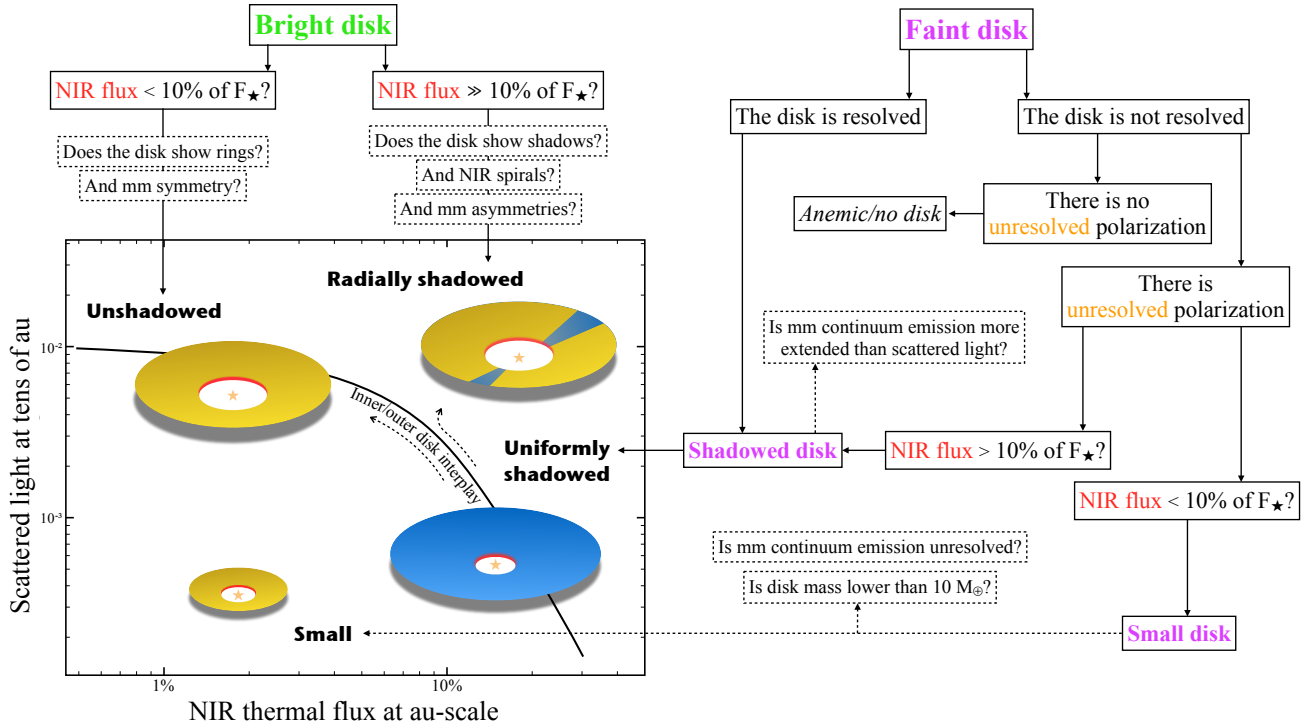 Bright disk
NIR flux < 10% of F★?
NIR flux ≫ 10% of F★?
Does the disk show rings?
And mm symmetry?
Does the disk show shadows?
And NIR spirals?
And mm asymmetries?
Faint disk
The disk is resolved
The disk is not resolved
There is no
unresolved polarization
Anemic/no disk
There is
unresolved polarization
Is mm continuum emission more
extended than scattered light?
Shadowed disk
NIR flux > 10% of F★?
NIR flux < 10% of F★?
Is mm continuum emission unresolved?
Is disk mass lower than 10 M⊕?
Small disk
Scattered light at tens of au
10⁻²
10⁻³
Unshadowed
Radially shadowed
Inner/outer disk interplay
Uniformly
shadowed
Small
1%
10%
NIR thermal flux at au-scale